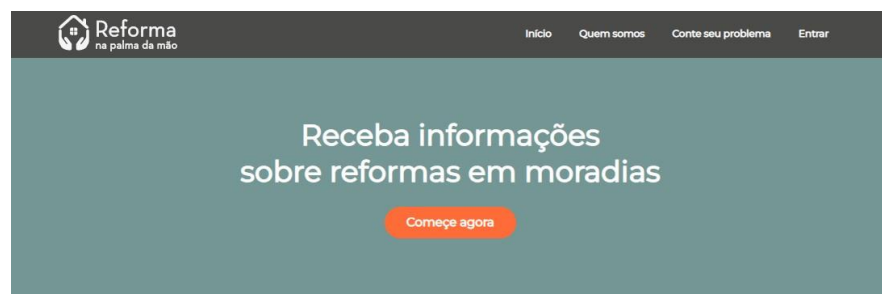 Reforma
na palma da mão
Início Quem somos Conte seu problema Entrar
Receba informações
sobre reformas em moradias
Começe agora